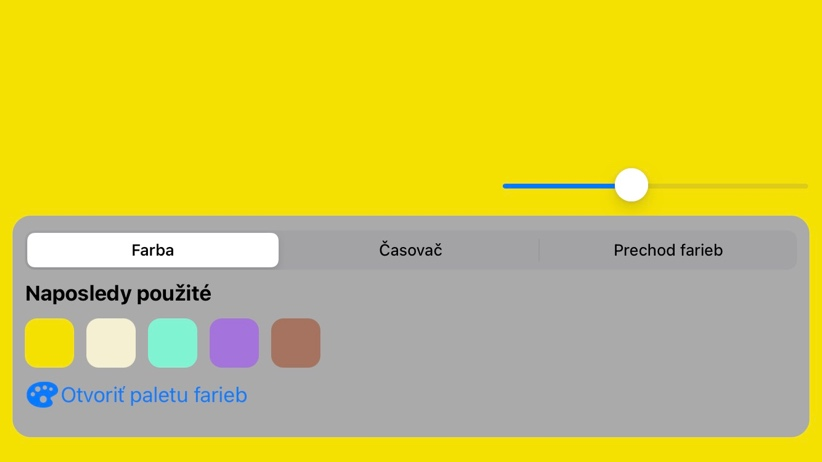 Farba
Časovač
Prechod farieb
Naposledy použité
Otvoriť paletu farieb